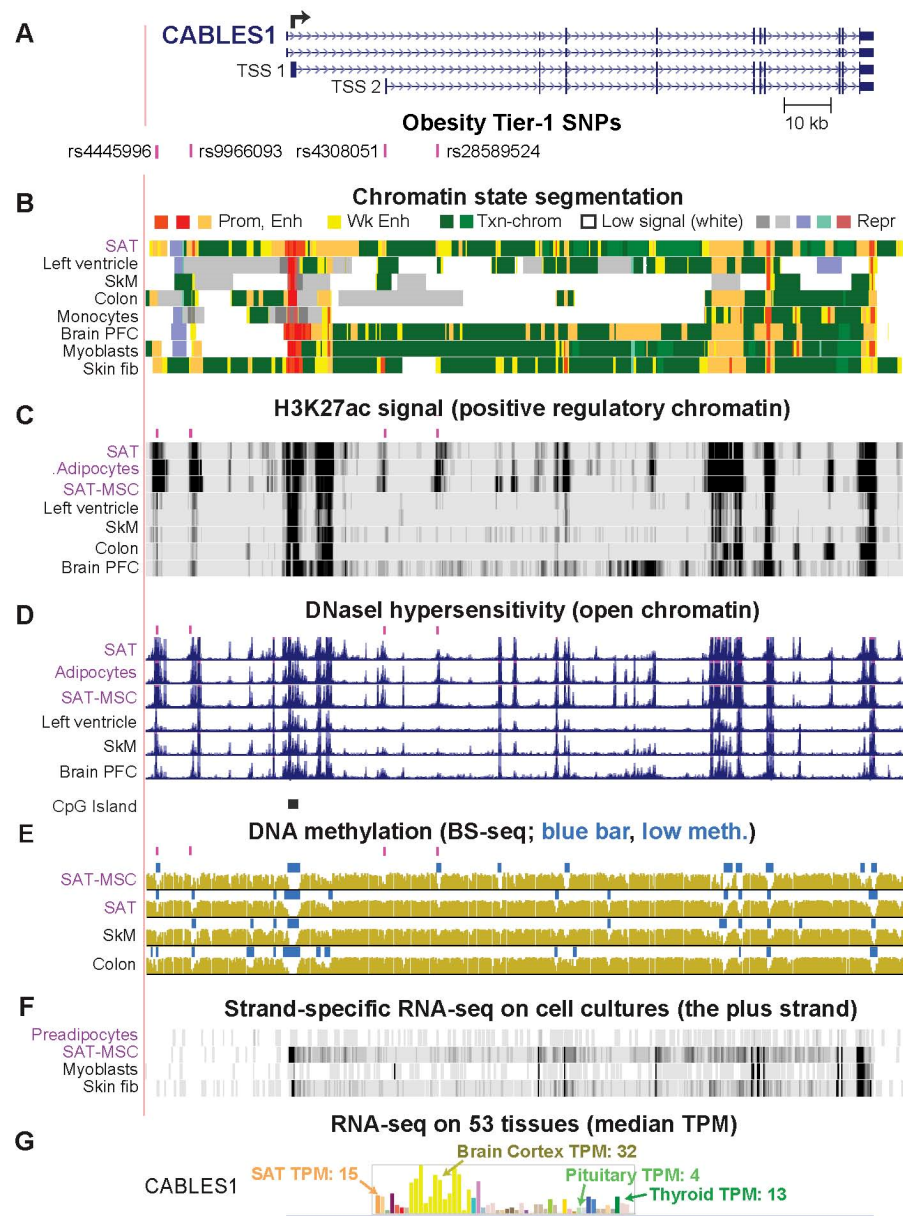 A
CABLES1
TSS 1
TSS 2
10 kb
Obesity Tier-1 SNPs
rs4445996 rs9966093 rs4308051 rs28589524
B
Chromatin state segmentation
Prom, Enh Wk Enh Txn-chrom Low signal (white) Repr
SAT
Left ventricle
SkM
Colon
Monocytes
Brain PFC
Myoblasts
Skin fib
C
H3K27ac signal (positive regulatory chromatin)
SAT
.Adipocytes
SAT-MSC
Left ventricle
SkM
Colon
Brain PFC
D
DNaseI hypersensitivity (open chromatin)
SAT
Adipocytes
SAT-MSC
Left ventricle
SkM
Brain PFC
CpG Island
E
DNA methylation (BS-seq; blue bar, low meth.)
SAT-MSC
SAT
SkM
Colon
F
Strand-specific RNA-seq on cell cultures (the plus strand)
Preadipocytes
SAT-MSC
Myoblasts
Skin fib
RNA-seq on 53 tissues (median TPM)
G
Brain Cortex TPM: 32
SAT TPM: 15
Pituitary TPM: 4
CABLES1
Thyroid TPM: 13